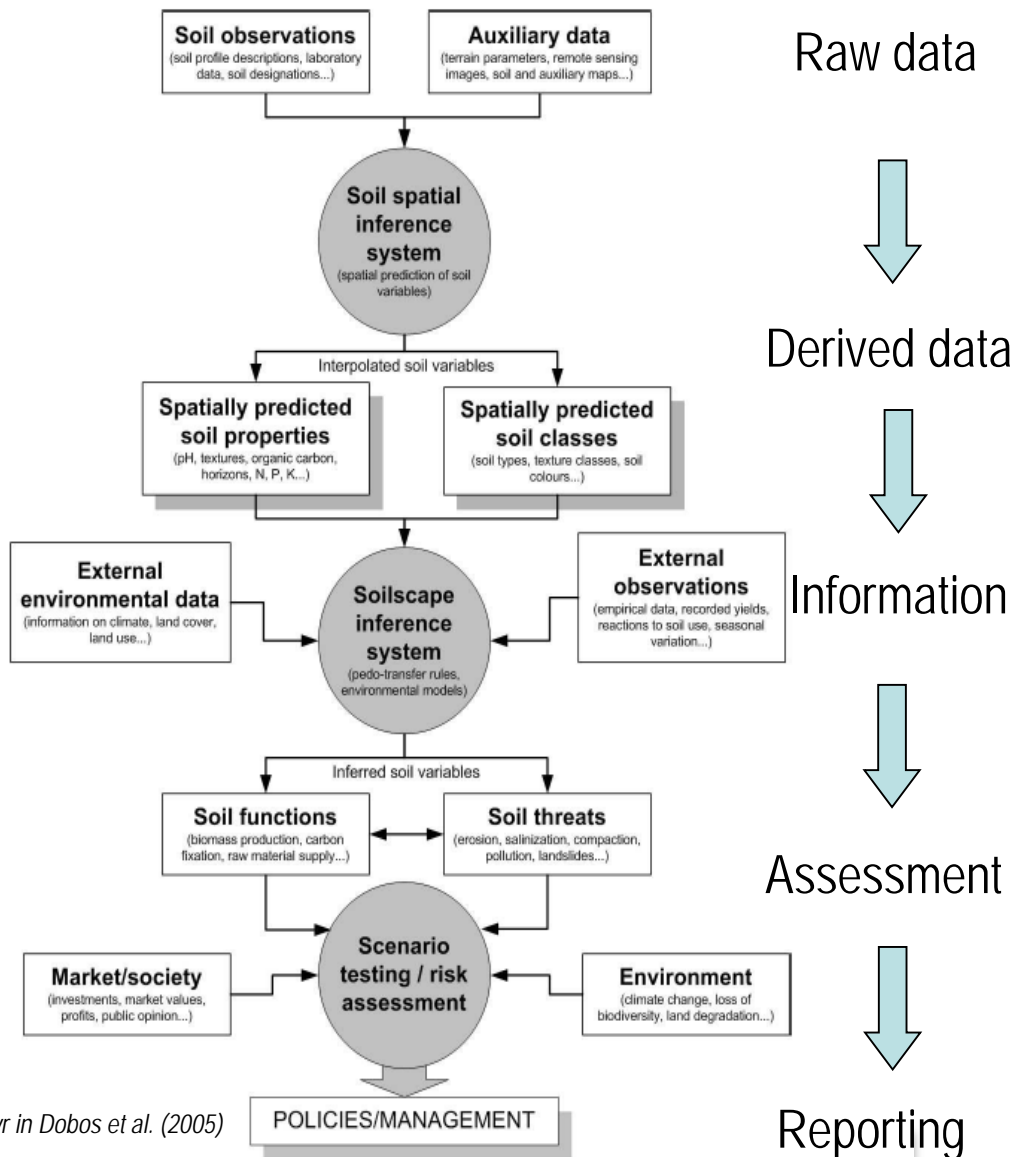 Soil observations
(soil profile descriptions, laboratory
data, soil designations...)
Auxiliary data
(terrain parameters, remote sensing
images, soil and auxiliary maps...)
Raw data
Soil spatial
inference
system
(spatial prediction of soil
variables)
Derived data
Interpolated soil variables
Spatially predicted
soil properties
(pH, textures, organic carbon,
horizons, N, P, K...)
Spatially predicted
soil classes
(soil types, texture classes, soil
colours...)
External
environmental data
(information on climate, land cover,
land use...)
Soilscape
inference
system
(pedo-transfer rules,
environmental models)
External
observations
(empirical data, recorded yields,
reactions to soil use, seasonal
variation...)
Information
Inferred soil variables
Soil functions
(biomass production, carbon
fixation, raw material supply...)
Soil threats
(erosion, salinization, compaction,
pollution, landslides...)
Assessment
Market/society
(investments, market values,
profits, public opinion...)
Scenario
testing / risk
assessment
Environment
(climate change, loss of
biodiversity, land degradation...)
in Dobos et al. (2005)
POLICIES/MANAGEMENT
Reporting